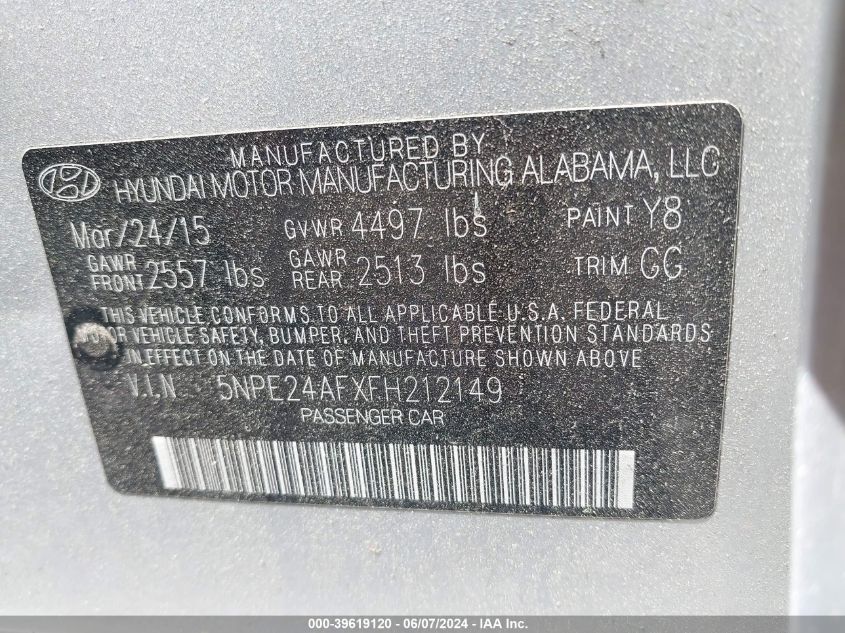 MANUFACTURED BY
HYUNDAI MOTOR MANUFACTURING ALABAMA, LLC
Mar/24/15 GVWR 4497 lbs PAINT Y8
GAWR FRONT 2557 lbs GAWR REAR 2513 lbs TRIM GG
THIS VEHICLE CONFORMS TO ALL APPLICABLE U.S.A. FEDERAL
VEHICLE SAFETY, BUMPER, AND THEFT PREVENTION STANDARDS
IN EFFECT ON THE DATE OF MANUFACTURE SHOWN ABOVE
V.I.N 5NPE24AFXFH212149
PASSENGER CAR
000-39619120 - 06/07/2024 - IAA Inc.